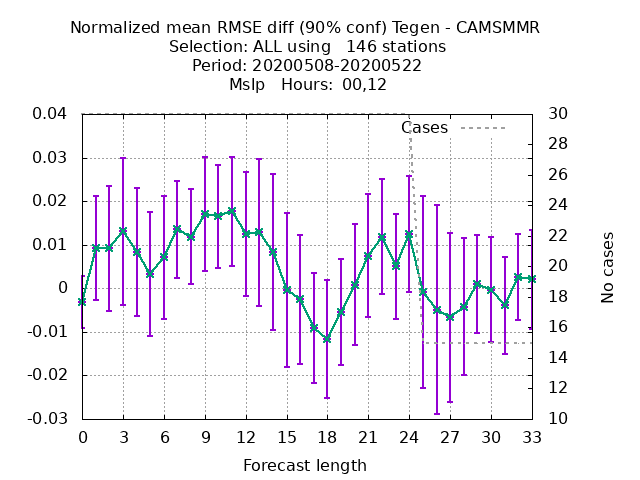 Normalized mean RMSE diff (90% conf) Tegen - CAMSMMR
Selection: ALL using   146 stations
Period: 20200508-20200522
Mslp   Hours: 00,12
Cases
0.04
0.03
0.02
0.01
0
-0.01
-0.02
-0.03
30
28
26
24
22
20
18
16
14
12
10
No cases
0 3 6 9 12 15 18 21 24 27 30 33
Forecast length